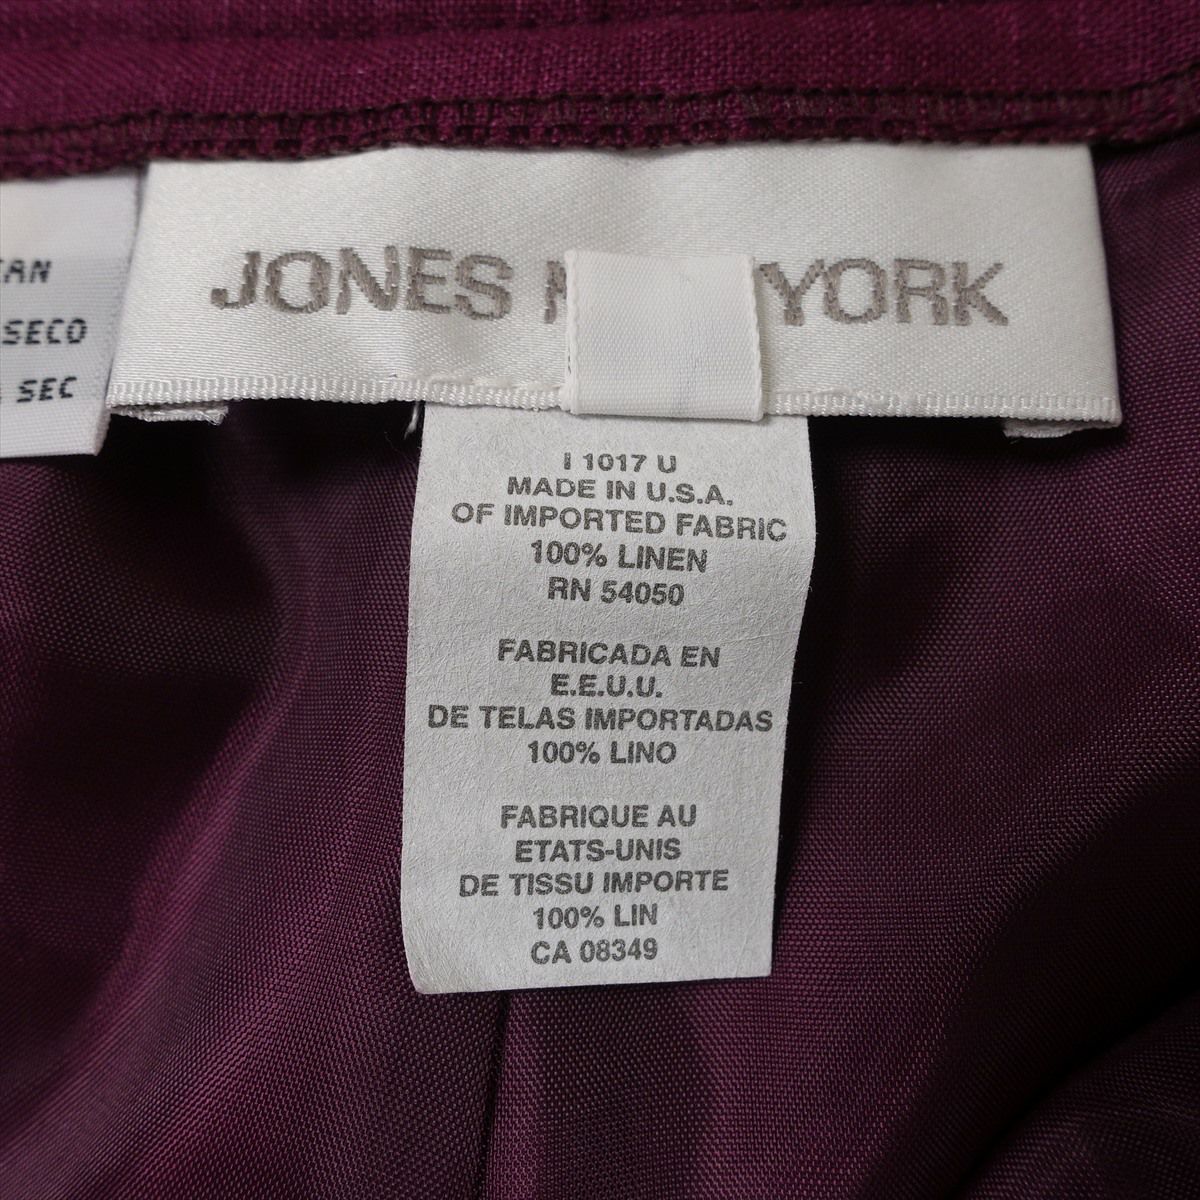 JONES YORK
SECO
SEC
I 1017 U
MADE IN U.S.A.
OF IMPORTED FABRIC
100% LINEN
RN 54050
FABRICADA EN
E.E.U.U.
DE TELAS IMPORTADAS
100% LINO
FABRIQUE AU
ETATS-UNIS
DE TISSU IMPORTE
100% LIN
CA 08349